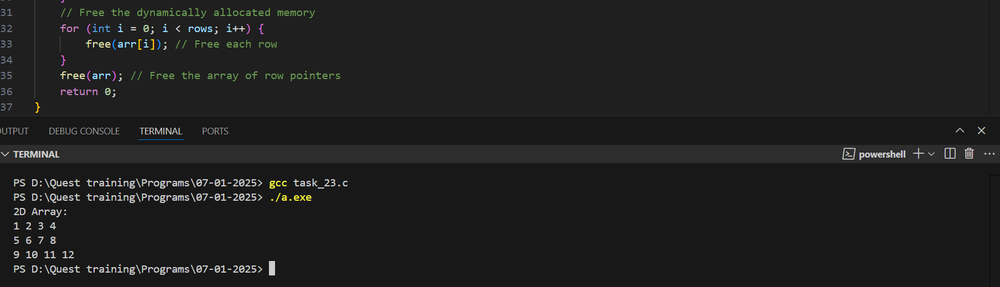 31 // Free the dynamically allocated memory
32 for (int i = 0; i < rows; i++) {
33 free(arr[i]); // Free each row
34 }
35 free(arr); // Free the array of row pointers
36 return 0;
37 }
OUTPUT DEBUG CONSOLE TERMINAL PORTS
TERMINAL powershell
PS D:\Quest training\Programs\07-01-2025> gcc task_23.c
PS D:\Quest training\Programs\07-01-2025> ./a.exe
2D Array:
1 2 3 4
5 6 7 8
9 10 11 12
PS D:\Quest training\Programs\07-01-2025>